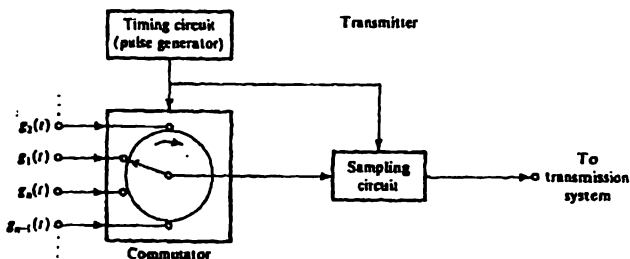 Timing circuit
(pulse generator)
Transmitter
g₂(t)
g₁(t)
gₙ(t)
gₙ₋₁(t)
Sampling
circuit
To
transmission
system
Commutator